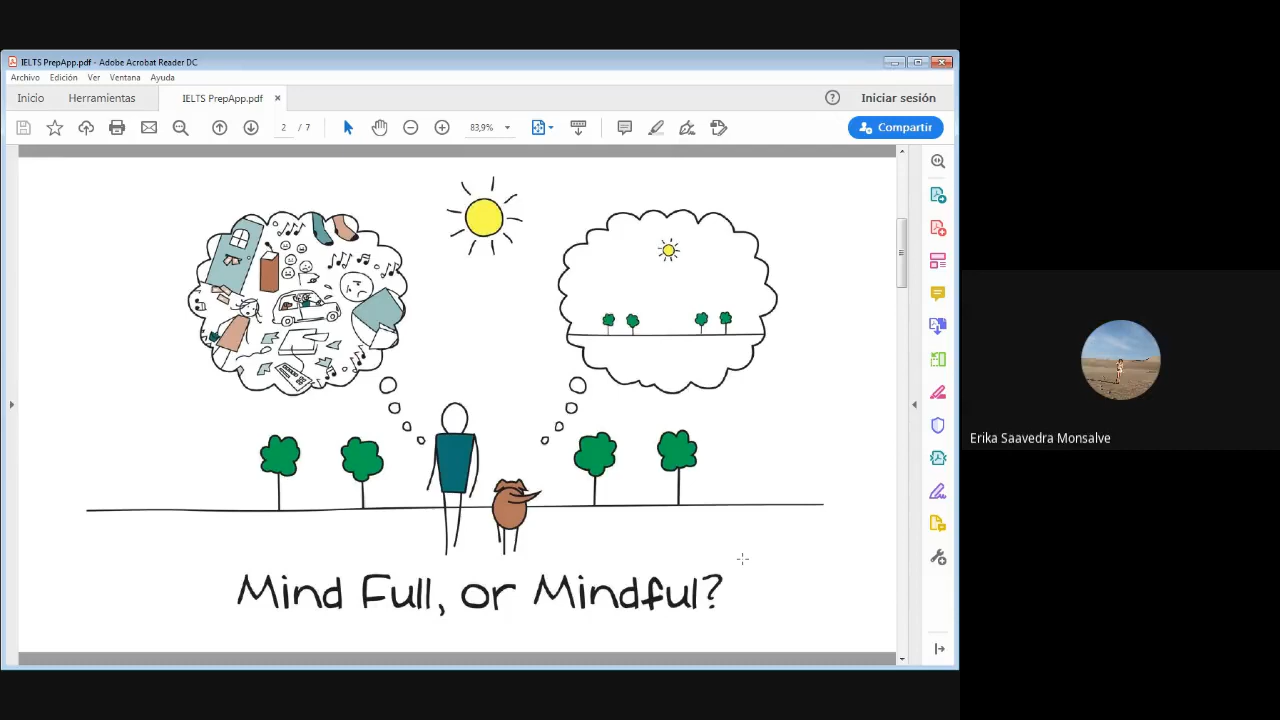 IELTS PrepApp.pdf - Adobe Acrobat Reader DC
Archivo Edición Ver Ventana Ayuda
Inicio Herramientas IELTS PrepApp.pdf × Iniciar sesión
2 / 7 83,9% Compartir
Mind Full, or Mindful?
Erika Saavedra Monsalve